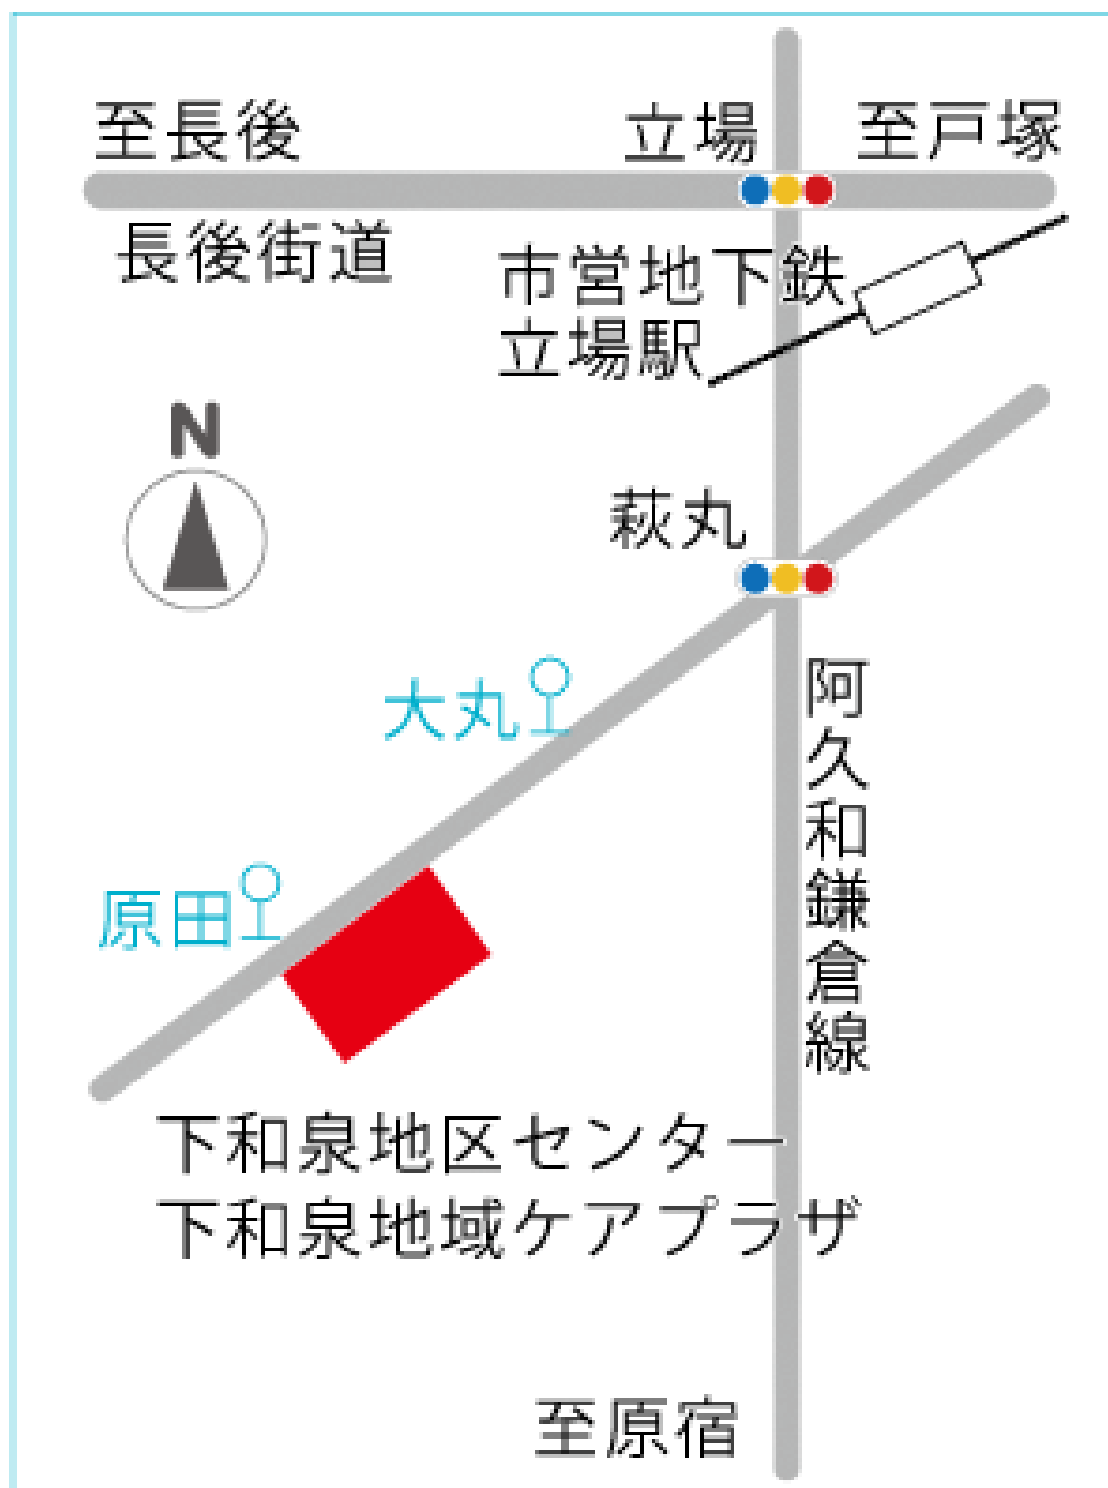 至長後
立場
至戸塚
長後街道
市営地下鉄
立場駅
N
萩丸
大丸
阿久和鎌倉線
原田
下和泉地区センター
下和泉地域ケアプラザ
至原宿